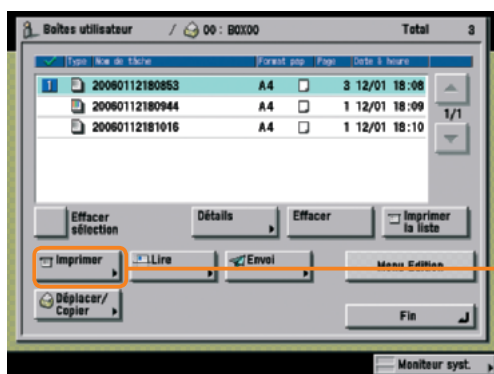 Boîtes utilisateur / 00 : BOX00 Total 3
Type Nom de tâche Format pap Page Date & heure
1 20060112180853 A4 3 12/01 18:08
20060112180944 A4 1 12/01 18:09
20060112181016 A4 1 12/01 18:10
1/1
Effacer sélection Détails Effacer Imprimer la liste
Imprimer Lire Envoi Menu Edition
Déplacer/ Copier Fin
Moniteur syst.